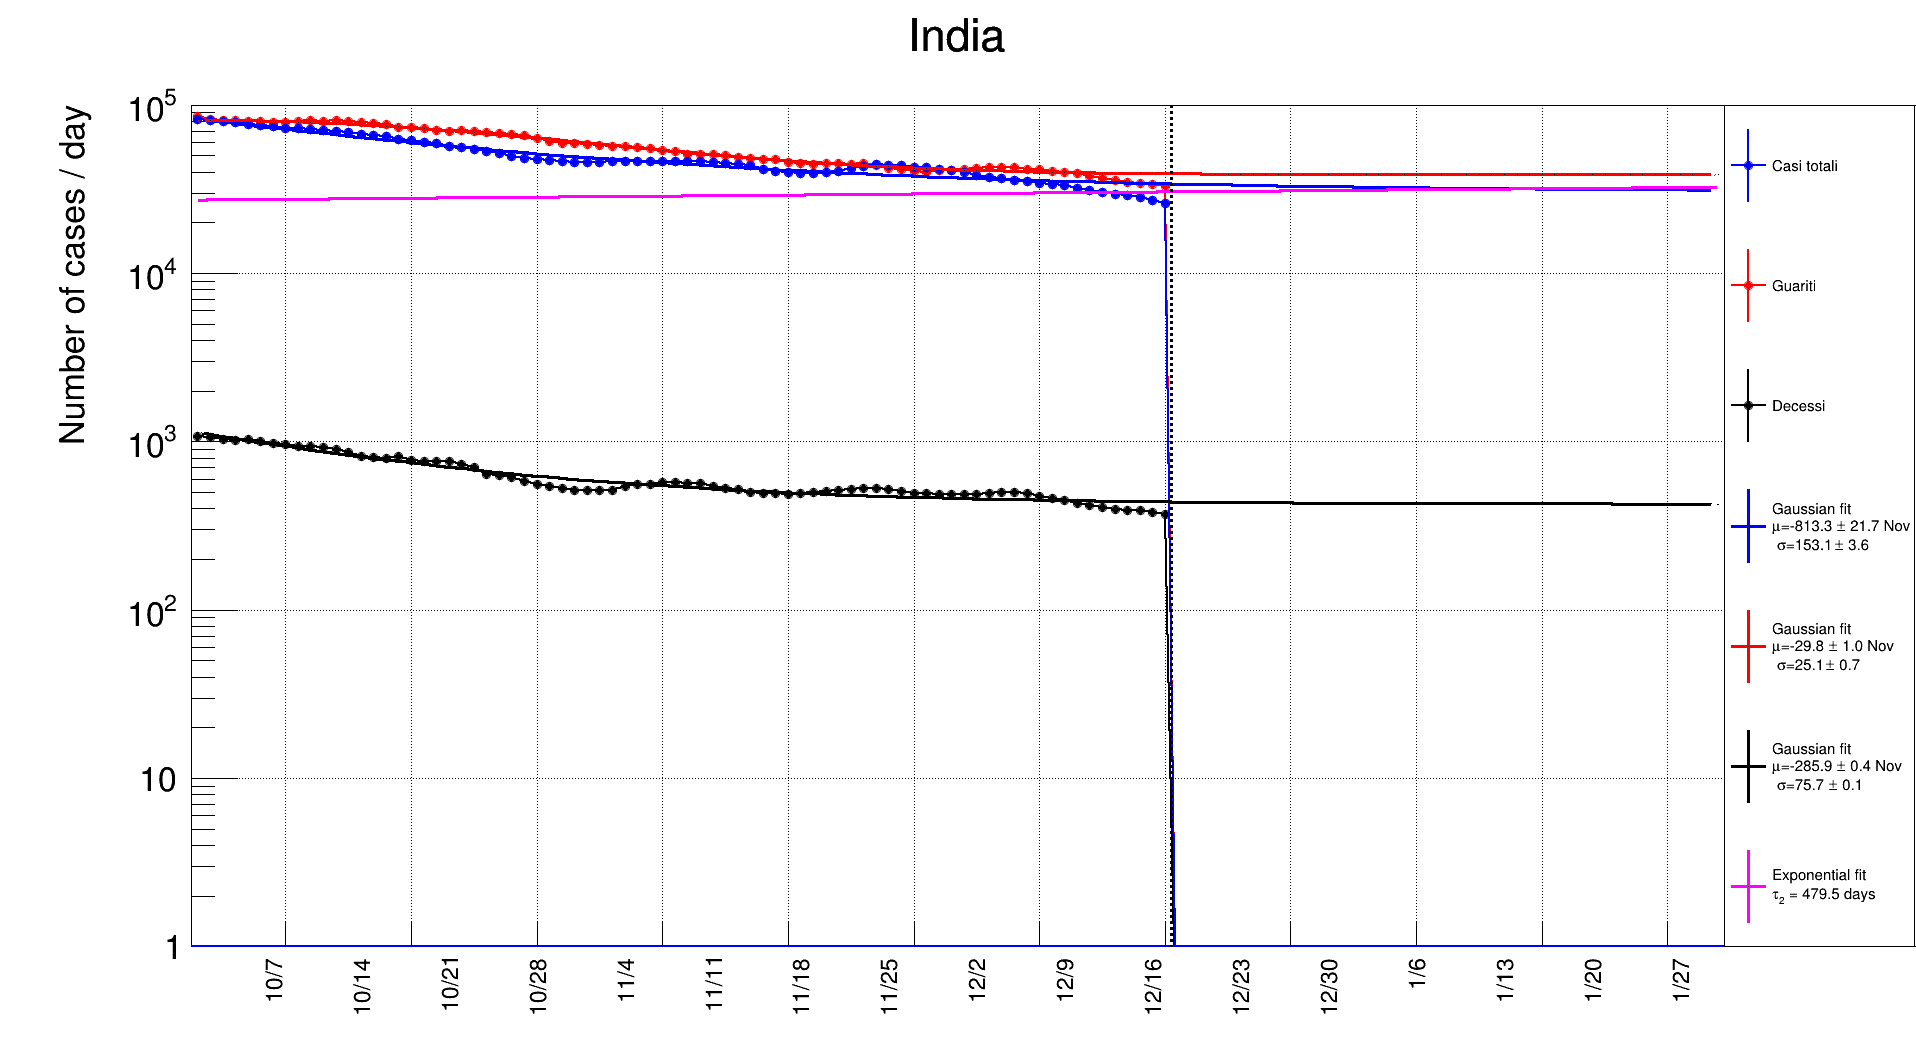 India
Number of cases / day
10^5
10^4
10^3
10^2
10
1
10/7
10/14
10/21
10/28
11/4
11/11
11/18
11/25
12/2
12/9
12/16
12/23
12/30
1/6
1/13
1/20
1/27
Casi totali
Guariti
Decessi
Gaussian fit
μ=-813.3 ± 21.7 Nov
σ=153.1 ± 3.6
Gaussian fit
μ=-29.8 ± 1.0 Nov
σ=25.1 ± 0.7
Gaussian fit
μ=-285.9 ± 0.4 Nov
σ=75.7 ± 0.1
Exponential fit
τ₂ = 479.5 days